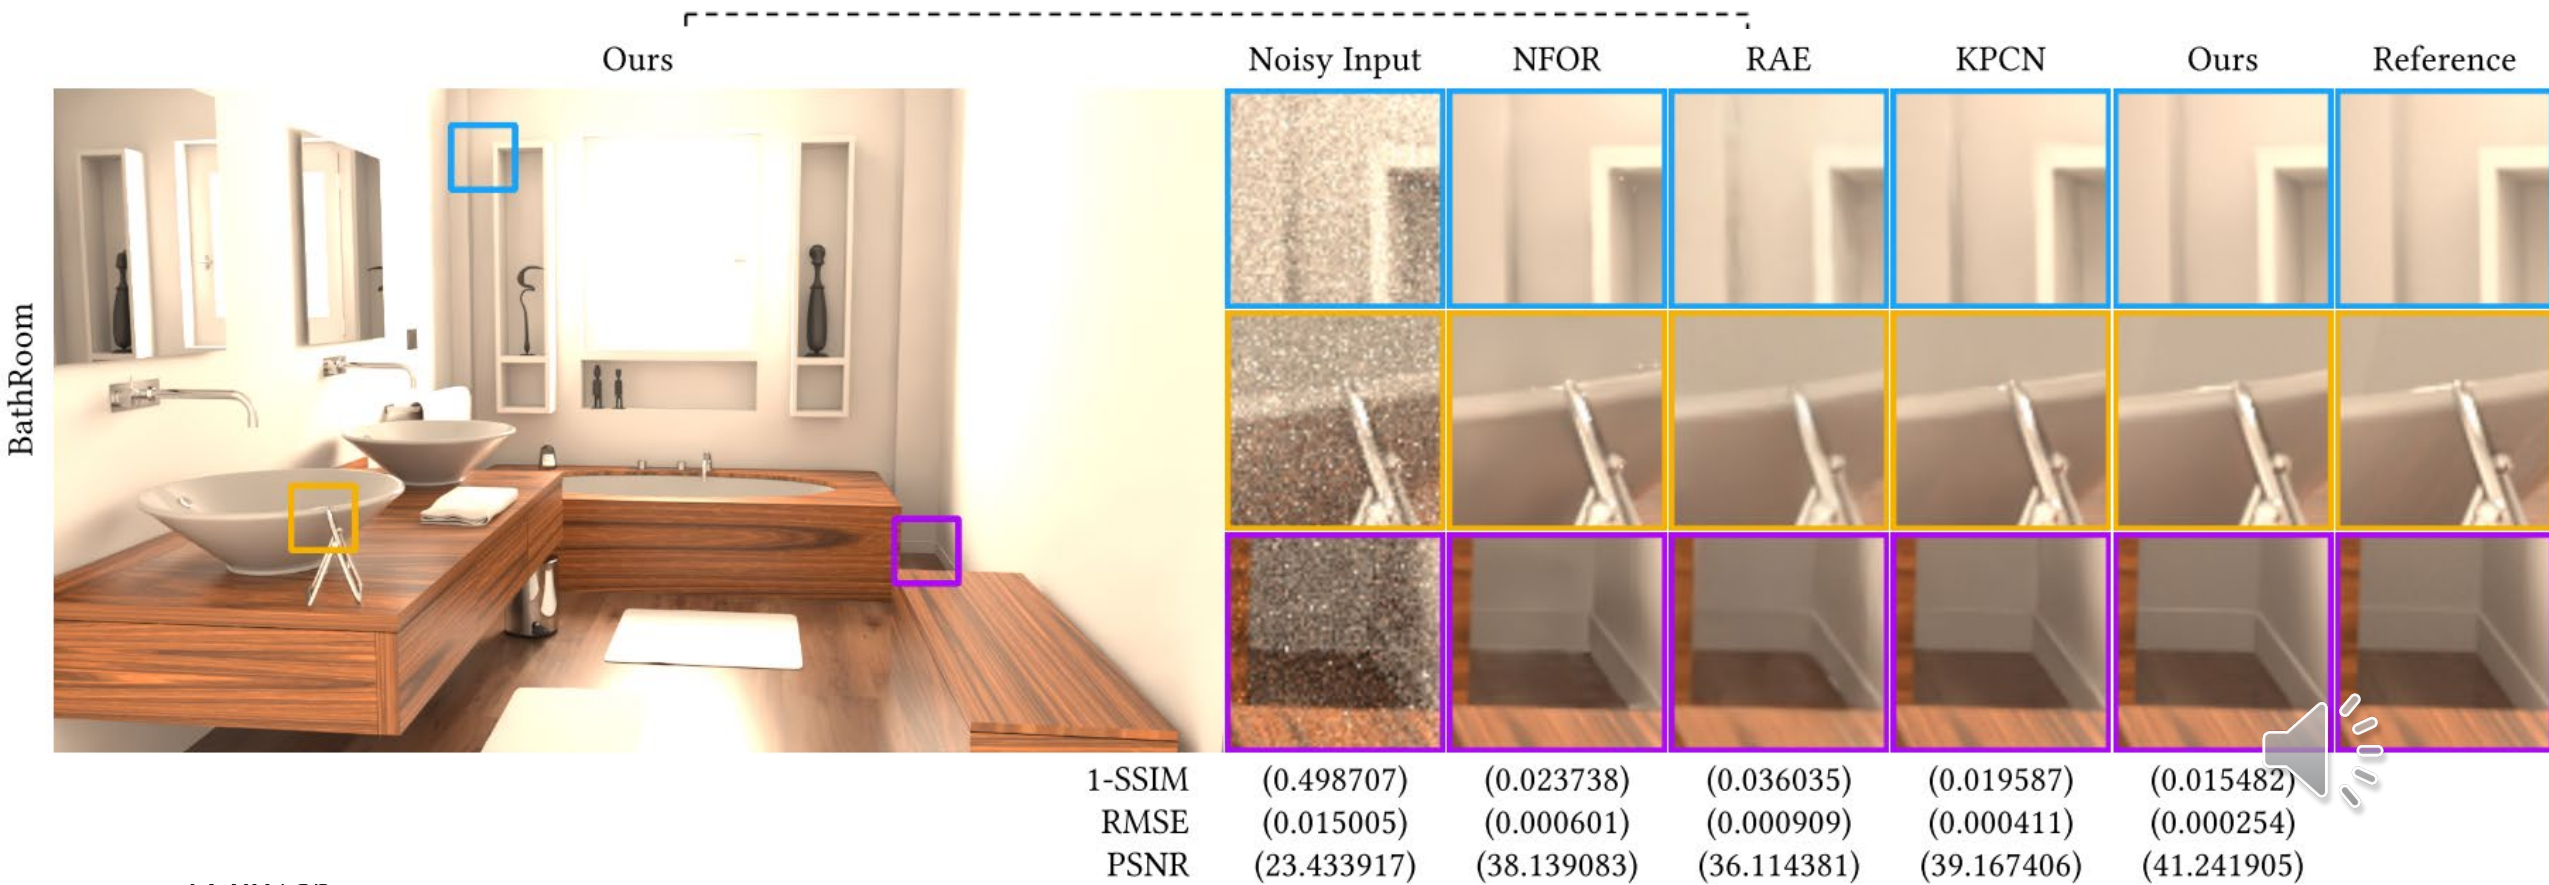 Ours Noisy Input NFOR RAE KPCN Ours Reference
BathRoom
1-SSIM (0.498707) (0.023738) (0.036035) (0.019587) (0.015482)
RMSE (0.015005) (0.000601) (0.000909) (0.000411) (0.000254)
PSNR (23.433917) (38.139083) (36.114381) (39.167406) (41.241905)